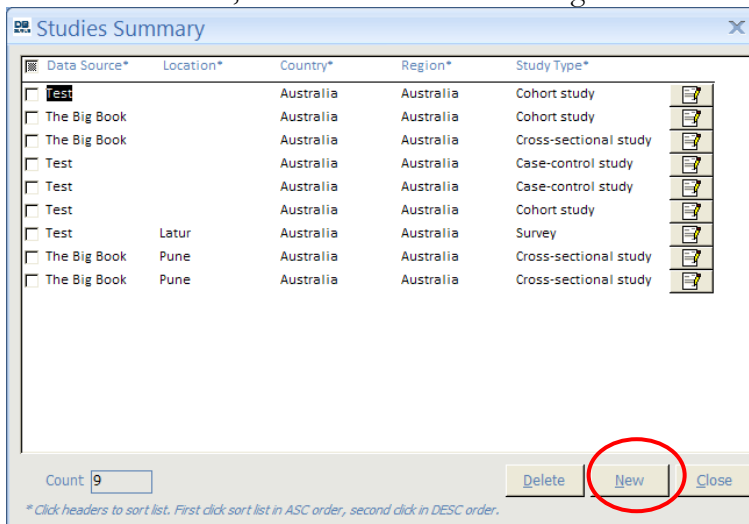 Studies Summary
Data Source* Location* Country* Region* Study Type*
Test Australia Australia Cohort study
The Big Book Australia Australia Cohort study
The Big Book Australia Australia Cross-sectional study
Test Australia Australia Case-control study
Test Australia Australia Case-control study
Test Australia Australia Cohort study
Test Latur Australia Australia Survey
The Big Book Pune Australia Australia Cross-sectional study
The Big Book Pune Australia Australia Cross-sectional study
Count 9 Delete New Close
* Click headers to sort list. First click sort list in ASC order, second click in DESC order.